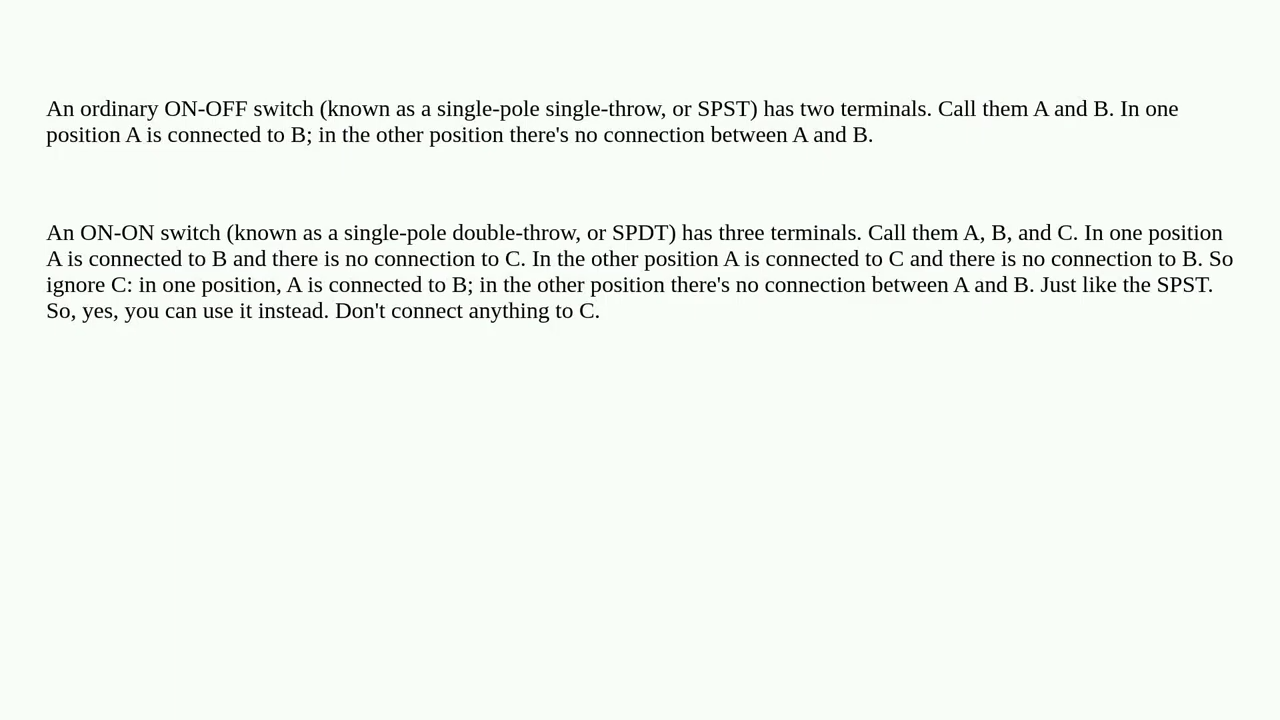 An ordinary ON-OFF switch (known as a single-pole single-throw, or SPST) has two terminals. Call them A and B. In one
position A is connected to B; in the other position there's no connection between A and B.
An ON-ON switch (known as a single-pole double-throw, or SPDT) has three terminals. Call them A, B, and C. In one position
A is connected to B and there is no connection to C. In the other position A is connected to C and there is no connection to B. So
ignore C: in one position, A is connected to B; in the other position there's no connection between A and B. Just like the SPST.
So, yes, you can use it instead. Don't connect anything to C.